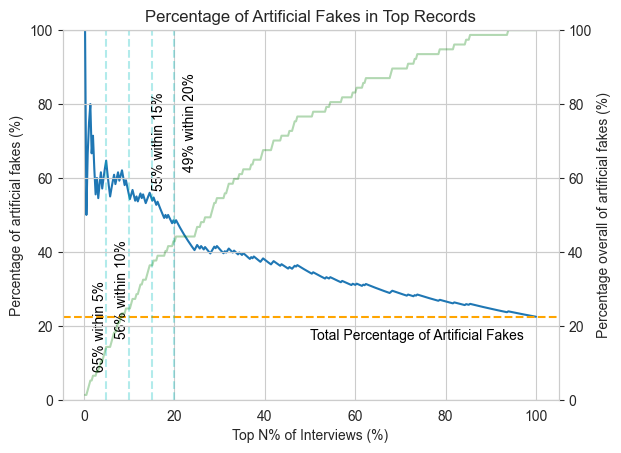 Percentage of Artificial Fakes in Top Records
100
80
60
40
20
0
Percentage of artificial fakes (%)
65% within 5%
56% within 10%
55% within 15%
49% within 20%
Total Percentage of Artificial Fakes
100
80
60
40
20
0
Percentage overall of artificial fakes (%)
0
20
40
60
80
100
Top N% of Interviews (%)